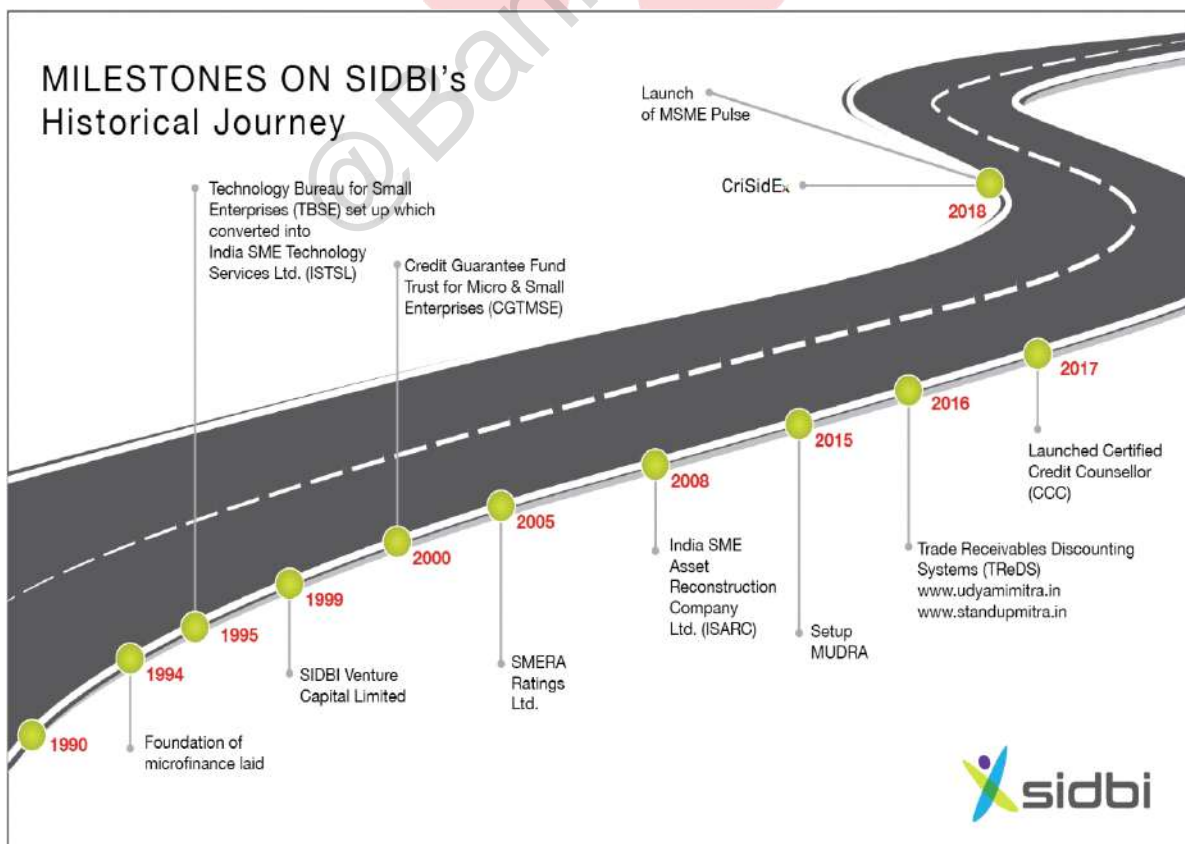 MILESTONES ON SIDBI's
Historical Journey
@Ban
Technology Bureau for Small
Enterprises (TBSE) set up which
converted into
India SME Technology
Services Ltd. (ISTSL)
Credit Guarantee Fund
Trust for Micro & Small
Enterprises (CGTMSE)
Launch
of MSME Pulse
CriSidEx
2018
2017
Launched Certified
Credit Counsellor
(CCC)
2016
Trade Receivables Discounting
Systems (TReDS)
www.udyamimitra.in
www.standupmitra.in
2015
Setup
MUDRA
2008
India SME
Asset
Reconstruction
Company
Ltd. (ISARC)
2005
SMERA
Ratings
Ltd.
2000
1999
SIDBI Venture
Capital Limited
1995
1994
Foundation of
microfinance laid
1990
sidbi